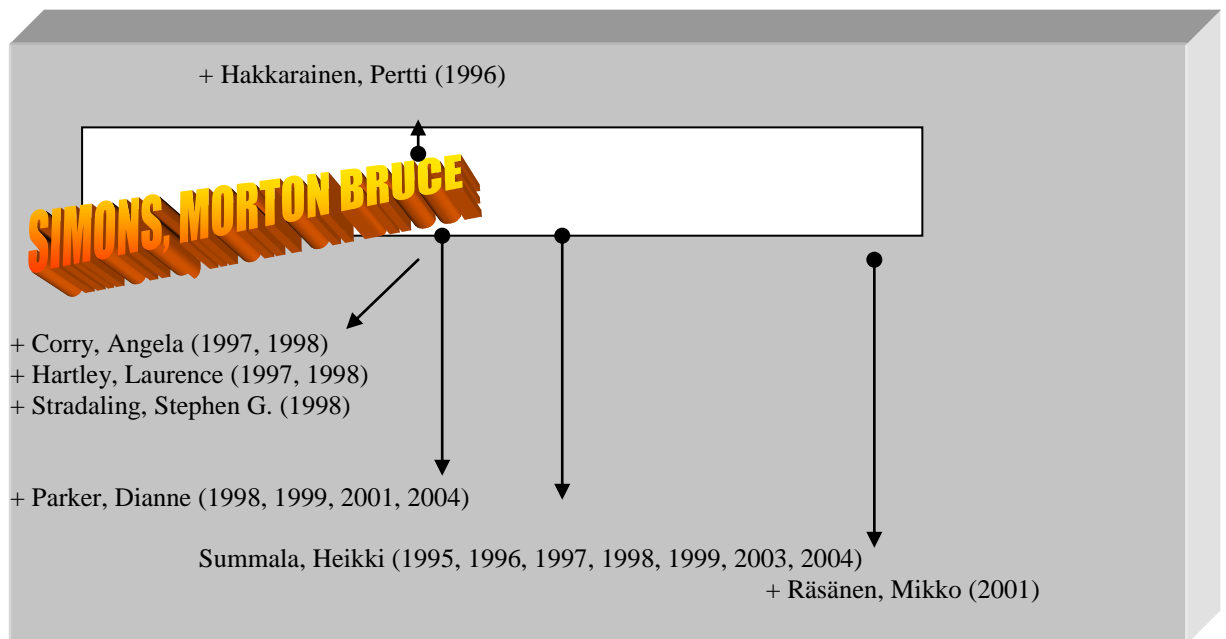 + Hakkarainen, Pertti (1996)
SIMONS, MORTON BRUCE
+ Corry, Angela (1997, 1998)
+ Hartley, Laurence (1997, 1998)
+ Stradaling, Stephen G. (1998)
+ Parker, Dianne (1998, 1999, 2001, 2004)
Summala, Heikki (1995, 1996, 1997, 1998, 1999, 2003, 2004)
+ Räsänen, Mikko (2001)